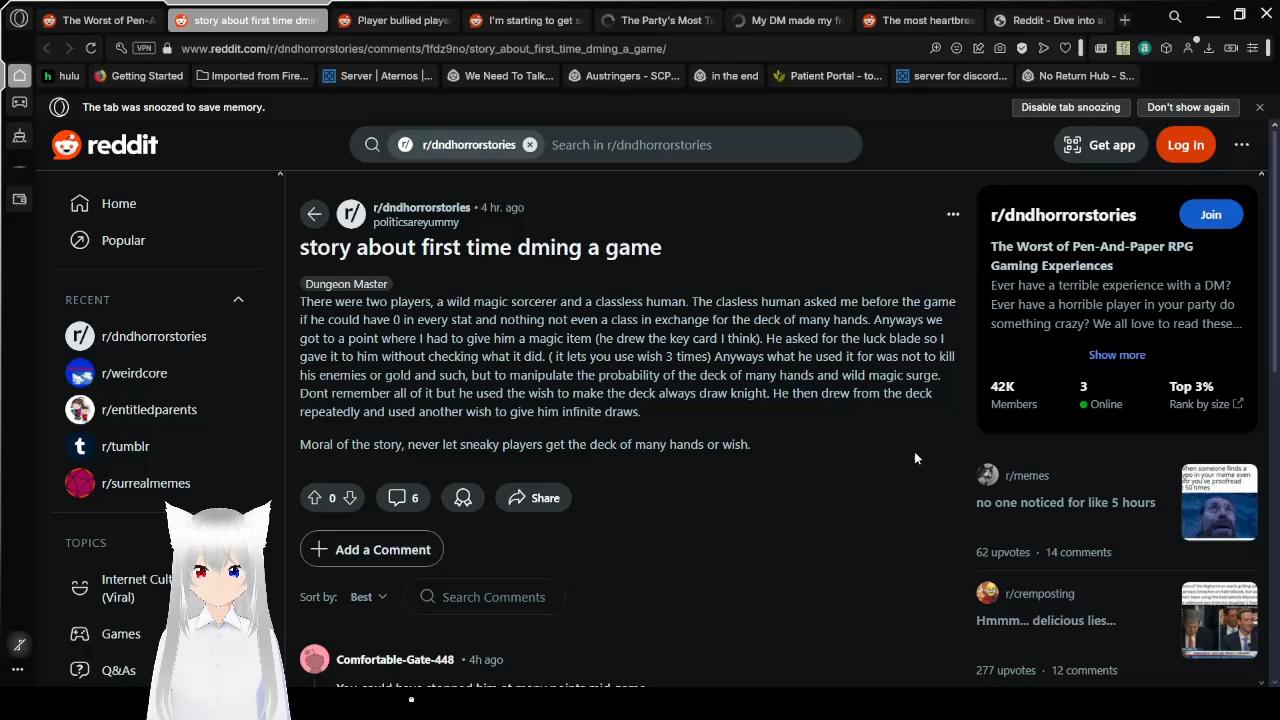 The Worst of Pen-A
story about first time dmin
Player bullied playe
I'm starting to get s
The Party's Most T
My DM made my fr
The most heartbre
Reddit - Dive into a
VPN
www.reddit.com/r/dndhorrorstories/comments/1fdz9no/story_about_first_time_dming_a_game/
hulu
Getting Started
Imported from Fire...
Server | Aternos |...
We Need To Talk...
Austringers - SCP...
in the end
Patient Portal - to...
server for discord...
No Return Hub - S...
The tab was snoozed to save memory.
Disable tab snoozing
Don't show again
reddit
r/dndhorrorstories
Search in r/dndhorrorstories
Get app
Log In
Home
Popular
RECENT
r/dndhorrorstories
r/weirdcore
r/entitledparents
r/tumblr
r/surrealmemes
TOPICS
Internet Cult
(Viral)
Games
Q&As
r/dndhorrorstories • 4 hr. ago
politicsareyummy
story about first time dming a game
Dungeon Master
There were two players, a wild magic sorcerer and a classless human. The clasless human asked me before the game
if he could have 0 in every stat and nothing not even a class in exchange for the deck of many hands. Anyways we
got to a point where I had to give him a magic item (he drew the key card I think). He asked for the luck blade so I
gave it to him without checking what it did. ( it lets you use wish 3 times) Anyways what he used it for was not to kill
his enemies or gold and such, but to manipulate the probability of the deck of many hands and wild magic surge.
Dont remember all of it but he used the wish to make the deck always draw knight. He then drew from the deck
repeatedly and used another wish to give him infinite draws.
Moral of the story, never let sneaky players get the deck of many hands or wish.
0
6
Share
Add a Comment
Sort by: Best
Search Comments
Comfortable-Gate-448 • 4h ago
You could have stopped him at many points mid-game
r/dndhorrorstories
Join
The Worst of Pen-And-Paper RPG
Gaming Experiences
Ever have a terrible experience with a DM?
Ever have a horrible player in your party do
something crazy? We all love to read these...
Show more
42K
Members
3
Online
Top 3%
Rank by size
r/memes
no one noticed for like 5 hours
62 upvotes • 14 comments
r/cremposting
Hmmm... delicious lies...
277 upvotes • 12 comments